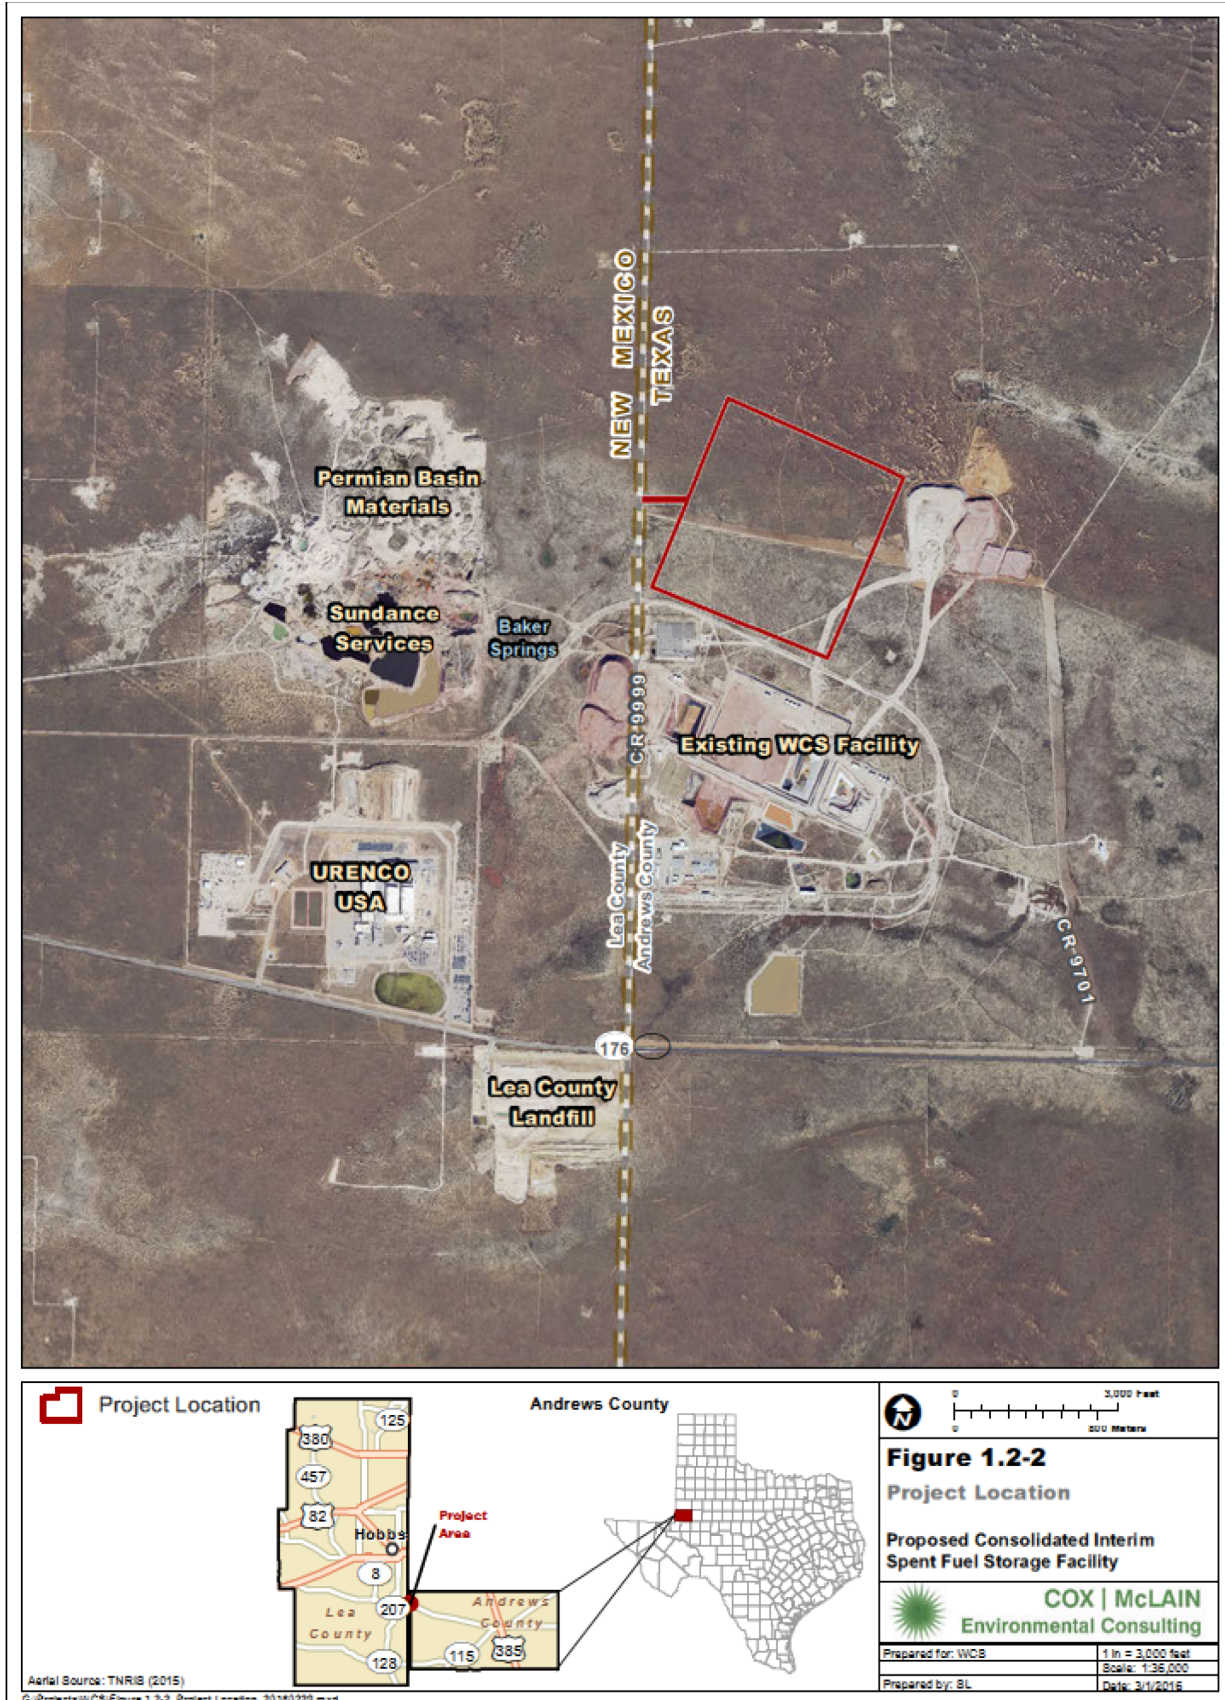 NEW MEXICO
TEXAS
Permian Basin
Materials
Sundance
Services
Baker
Springs
CR-9999
Existing WCS Facility
Lea County
Andrews County
URENCO
USA
CR-9701
176
Lea County
Landfill
Project Location
125
380
457
82
Hobbs
8
207
Lea
County
128
Project
Area
Andrews
County
115
385
Andrews County
Aerial Source: TNRIS (2015)
N
0
3,000 Feet
0
800 Meters
Figure 1.2-2
Project Location
Proposed Consolidated Interim
Spent Fuel Storage Facility
COX | McLAIN
Environmental Consulting
Prepared for: WCS
1 in = 3,000 feet
Scale: 1:36,000
Prepared by: SL
Date: 3/1/2016